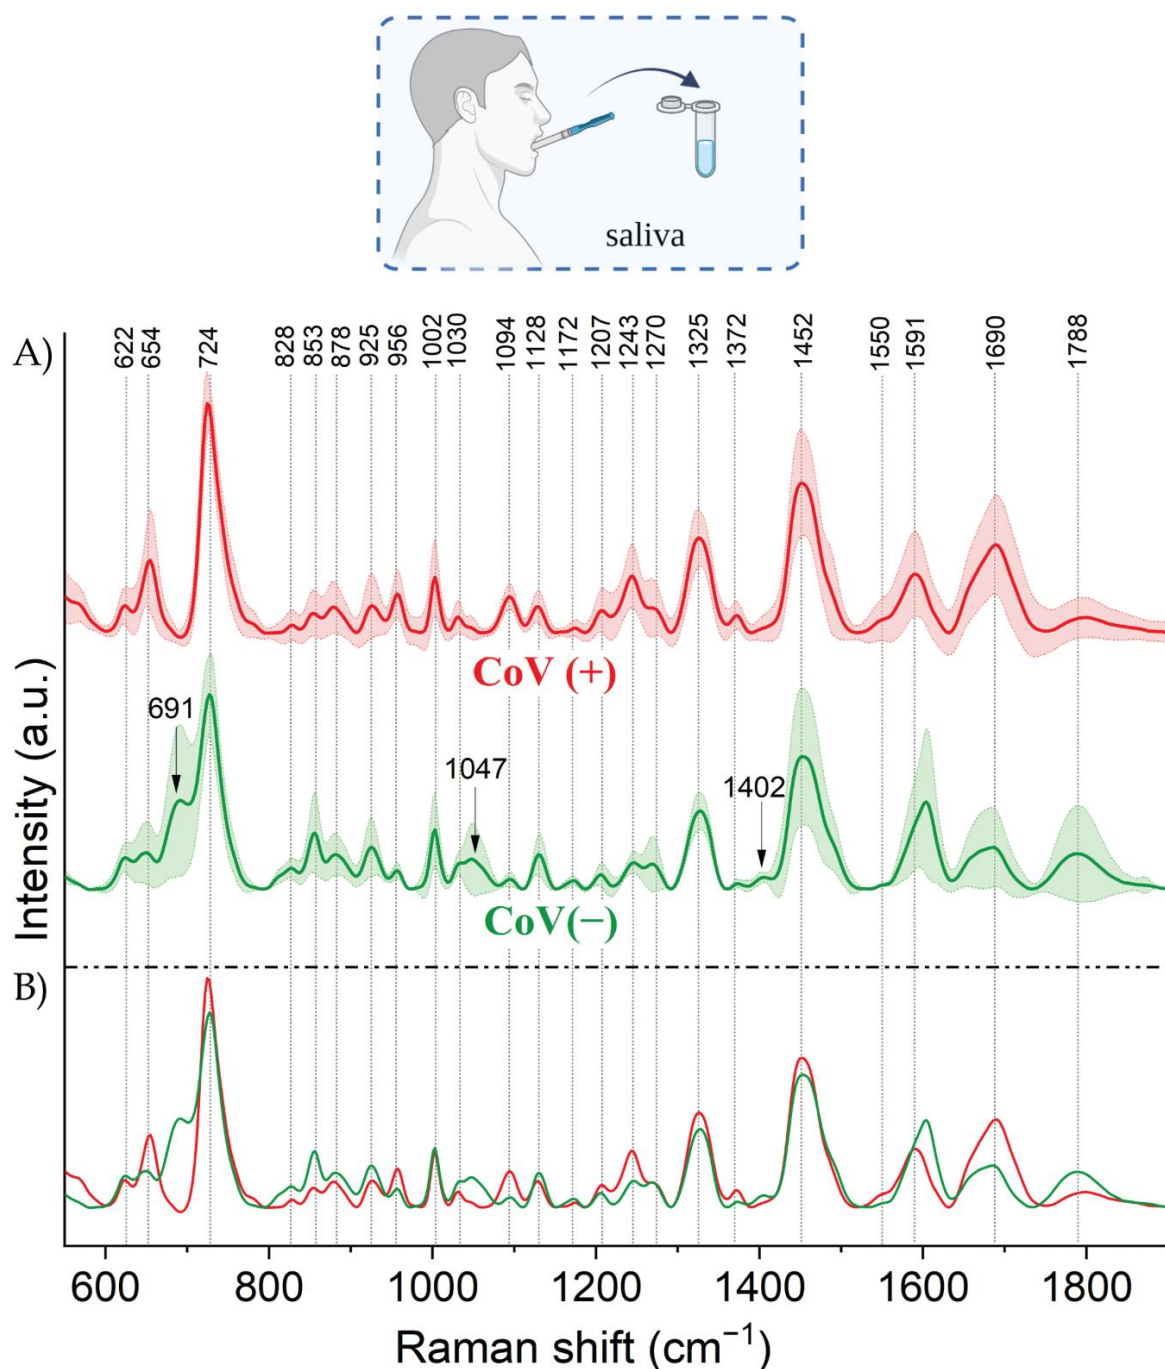 saliva
A)
622 654 724 828 853 878 925 956 1002 1030 1094 1128 1172 1207 1243 1270 1325 1372 1452 1550 1591 1690 1788
CoV (+)
691
1047
1402
CoV(−)
Intensity (a.u.)
B)
600 800 1000 1200 1400 1600 1800
Raman shift (cm⁻¹)